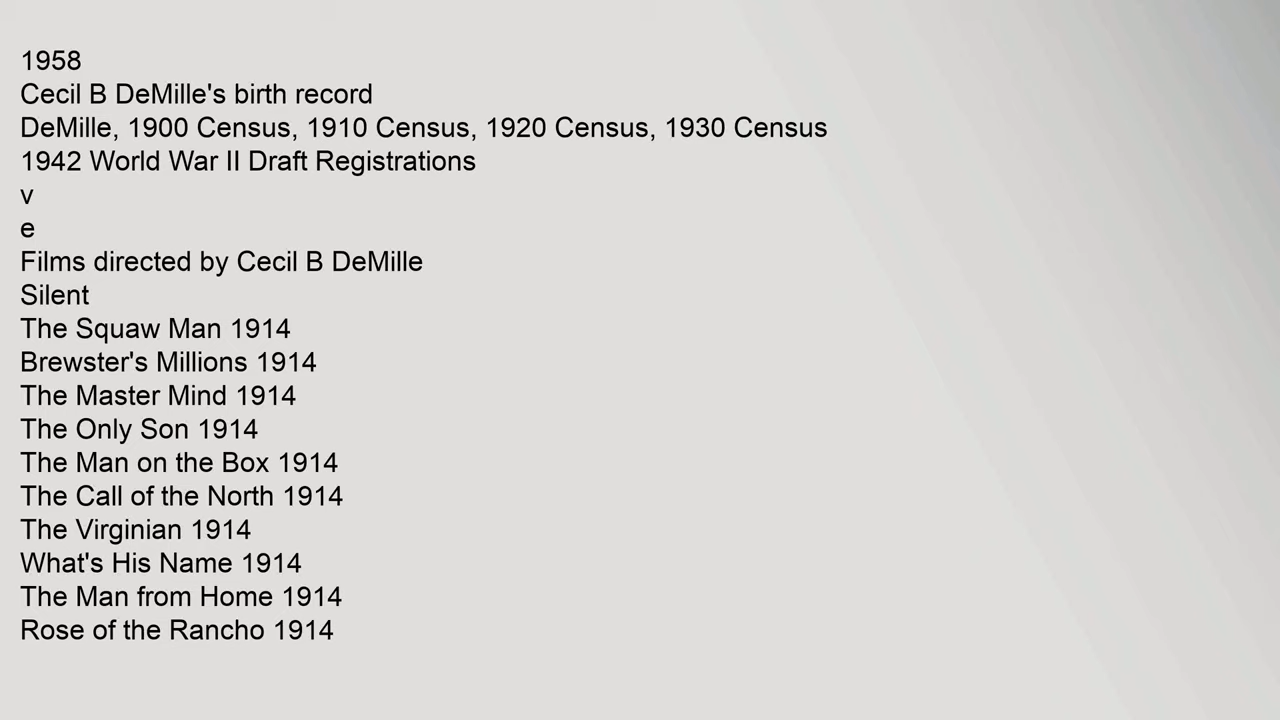 1958
Cecil B DeMille's birth record
DeMille, 1900 Census, 1910 Census, 1920 Census, 1930 Census
1942 World War II Draft Registrations
v
e
Films directed by Cecil B DeMille
Silent
The Squaw Man 1914
Brewster's Millions 1914
The Master Mind 1914
The Only Son 1914
The Man on the Box 1914
The Call of the North 1914
The Virginian 1914
What's His Name 1914
The Man from Home 1914
Rose of the Rancho 1914